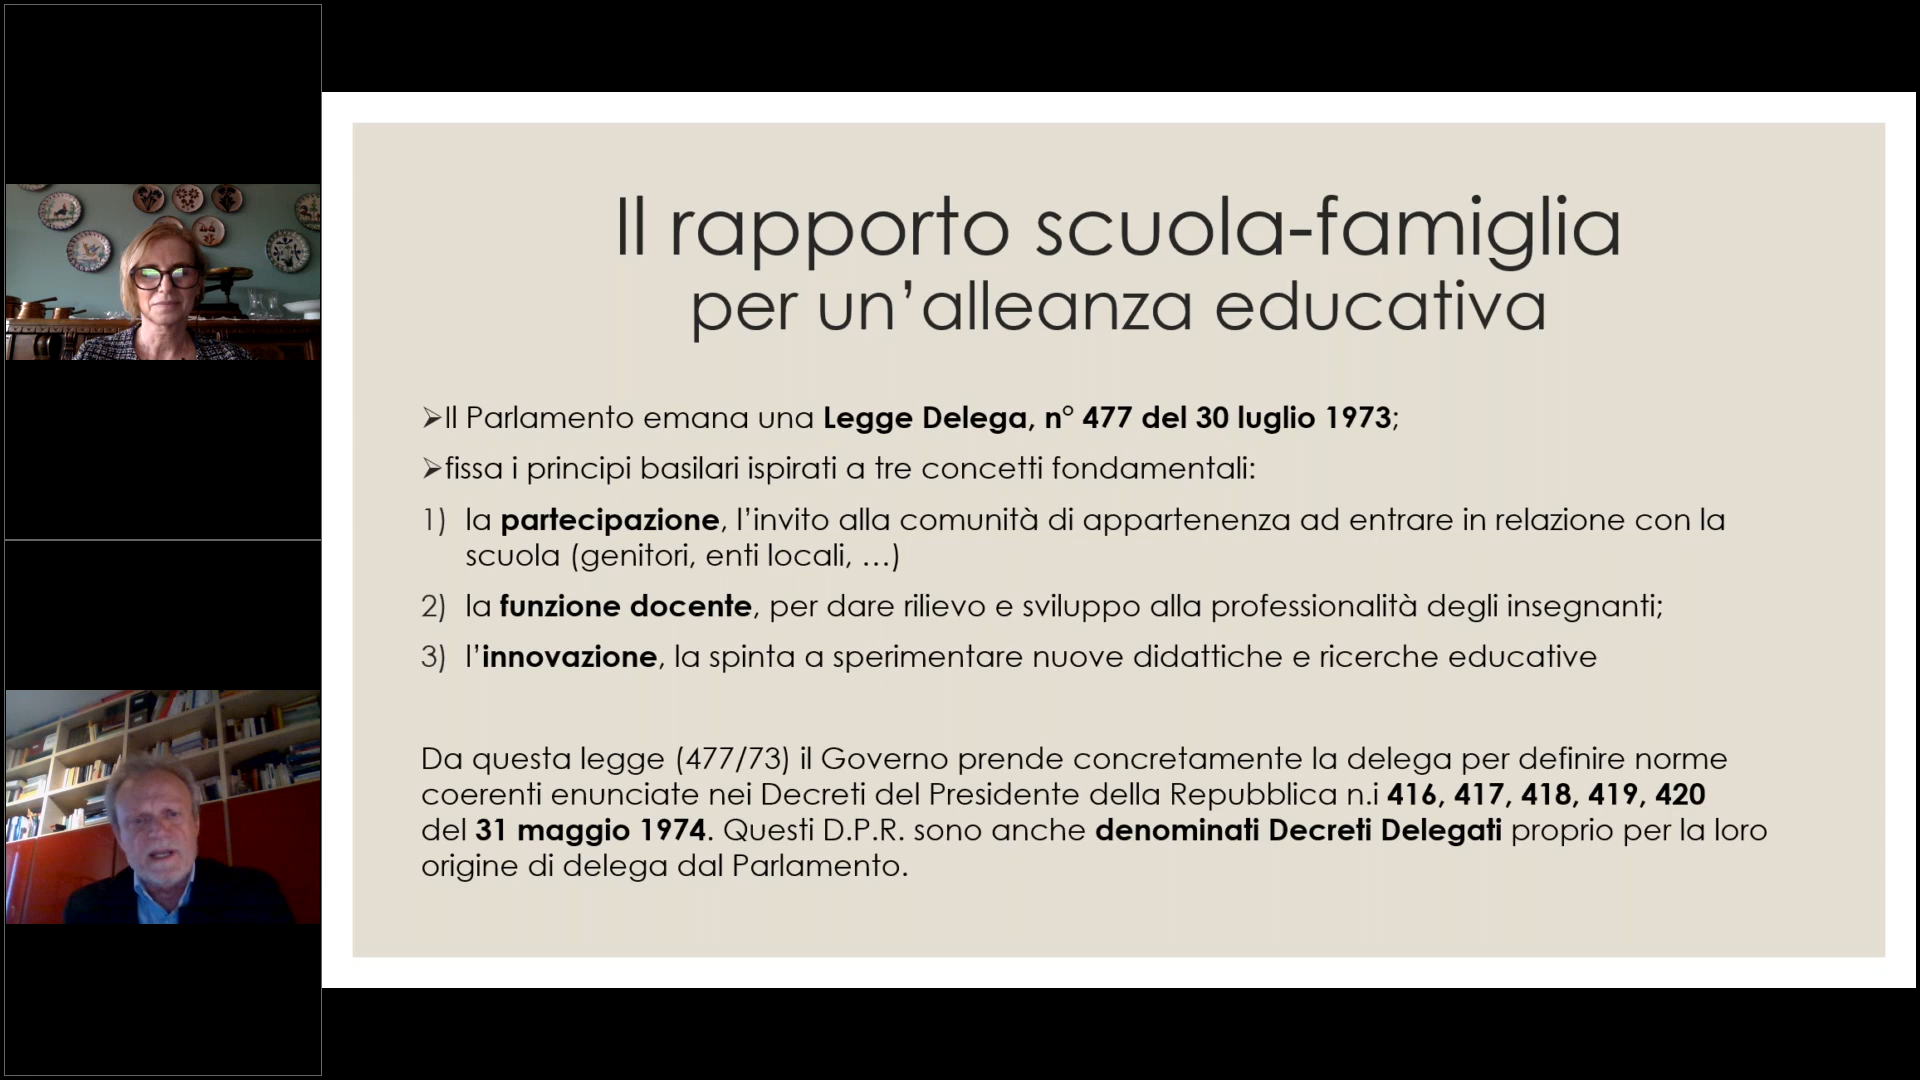 Il rapporto scuola-famiglia
per un’alleanza educativa
➢Il Parlamento emana una Legge Delega, n° 477 del 30 luglio 1973;
➢fissa i principi basilari ispirati a tre concetti fondamentali:
1) la partecipazione, l’invito alla comunità di appartenenza ad entrare in relazione con la
scuola (genitori, enti locali, …)
2) la funzione docente, per dare rilievo e sviluppo alla professionalità degli insegnanti;
3) l’innovazione, la spinta a sperimentare nuove didattiche e ricerche educative
Da questa legge (477/73) il Governo prende concretamente la delega per definire norme
coerenti enunciate nei Decreti del Presidente della Repubblica n.i 416, 417, 418, 419, 420
del 31 maggio 1974. Questi D.P.R. sono anche denominati Decreti Delegati proprio per la loro
origine di delega dal Parlamento.